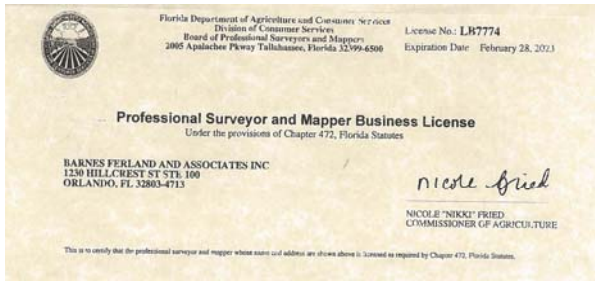 Florida Department of Agriculture and Consumer Services
Division of Consumer Services
Board of Professional Surveyors and Mappers
2005 Apalachee Pkway Tallahassee, Florida 32399-6500
License No.: LB7774
Expiration Date February 28, 2023
Professional Surveyor and Mapper Business License
Under the provisions of Chapter 472, Florida Statutes
BARNES FERLAND AND ASSOCIATES INC
1230 HILLCREST ST STE 100
ORLANDO, FL 32803-4713
Nicole Fried
NICOLE "NIKKI" FRIED
COMMISSIONER OF AGRICULTURE
This is to certify that the professional surveyor and mapper whose name and address are shown above is licensed as required by Chapter 472, Florida Statutes.